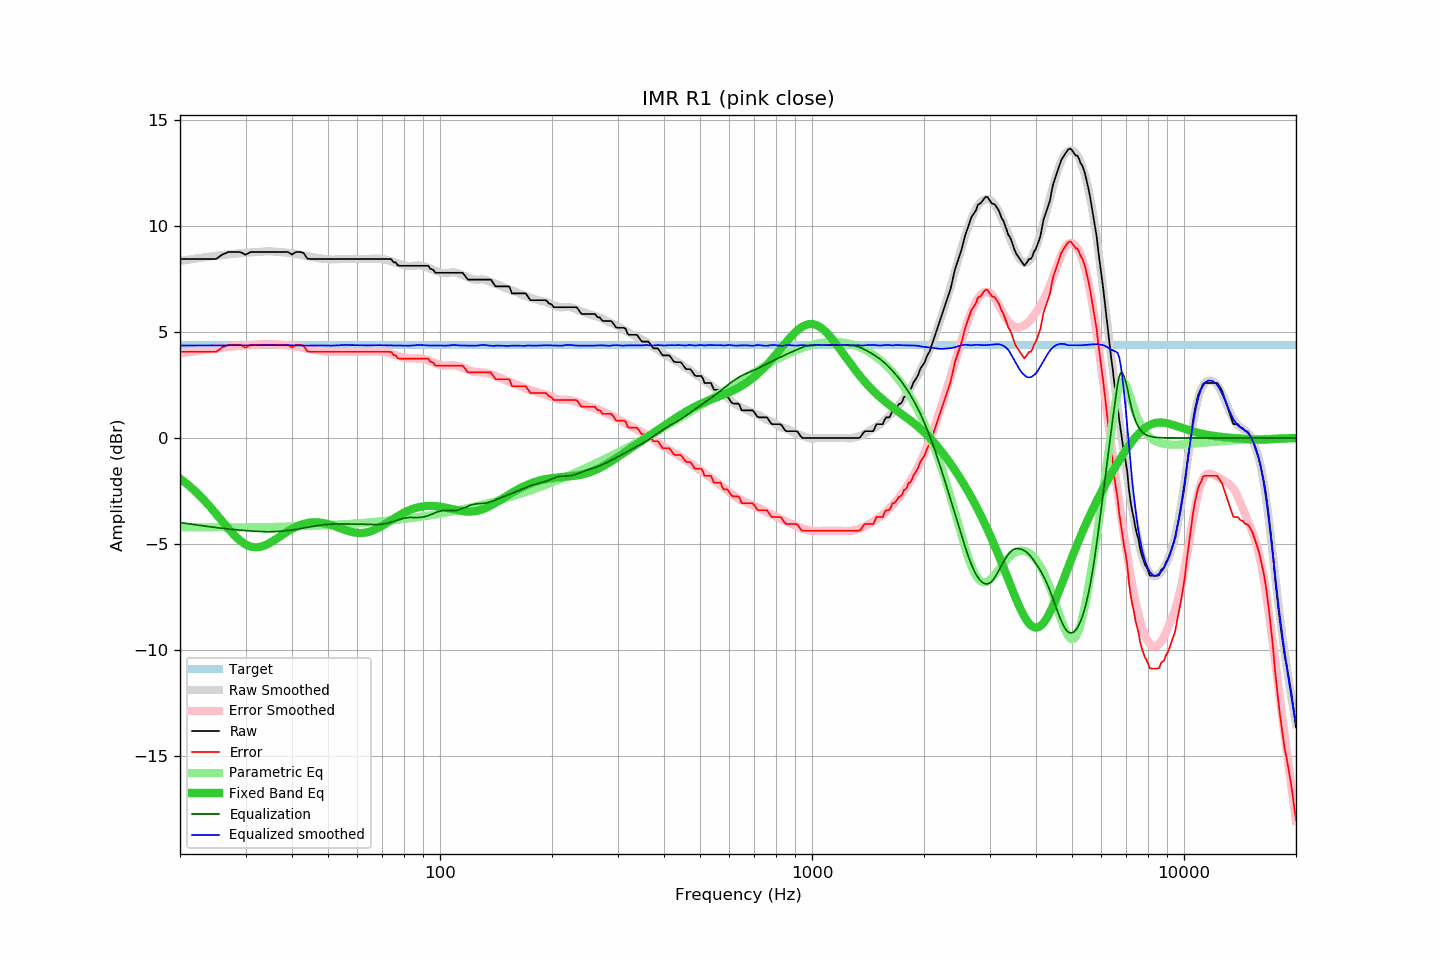 IMR R1 (pink close)
15
10
5
0
−5
−10
−15
Amplitude (dBr)
Target
Raw Smoothed
Error Smoothed
Raw
Error
Parametric Eq
Fixed Band Eq
Equalization
Equalized smoothed
100 1000 10000
Frequency (Hz)